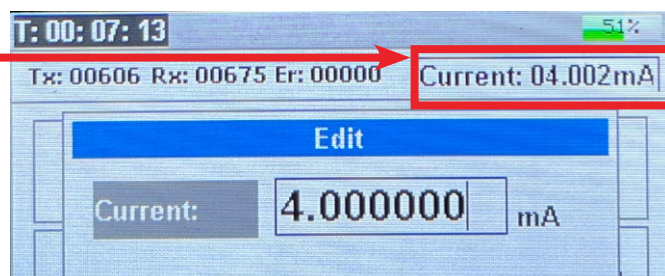 T: 00: 07: 13 51%
Tx: 00606 Rx: 00675 Er: 00000 Current: 04.002mA
Edit
Current: 4.000000 mA